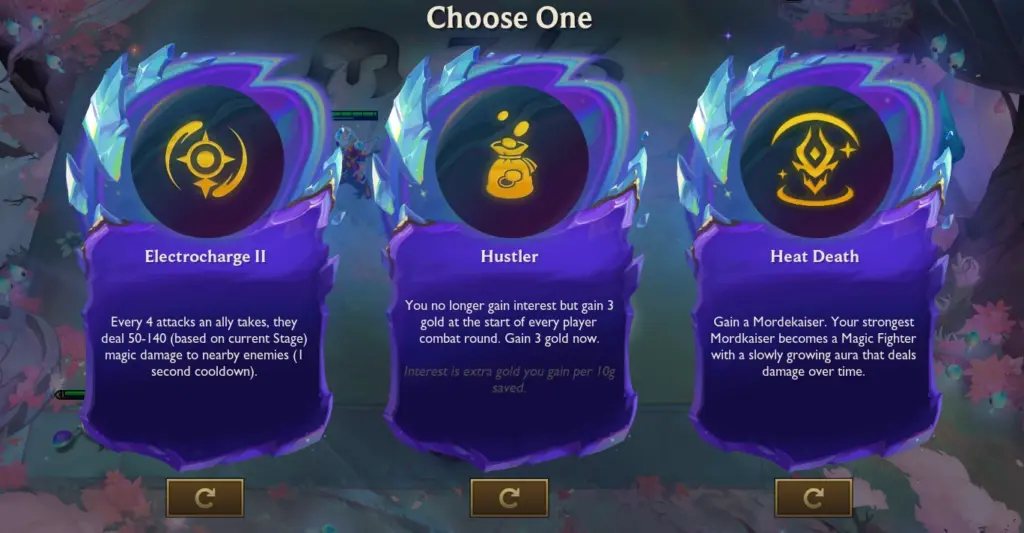 Choose One
Electrocharge II
Every 4 attacks an ally takes, they
deal 50-140 (based on current Stage)
magic damage to nearby enemies (1
second cooldown).
Hustler
You no longer gain interest but gain 3
gold at the start of every player
combat round. Gain 3 gold now.
Interest is extra gold you gain per 10g
saved.
Heat Death
Gain a Mordekaiser. Your strongest
Mordkaiser becomes a Magic Fighter
with a slowly growing aura that deals
damage over time.